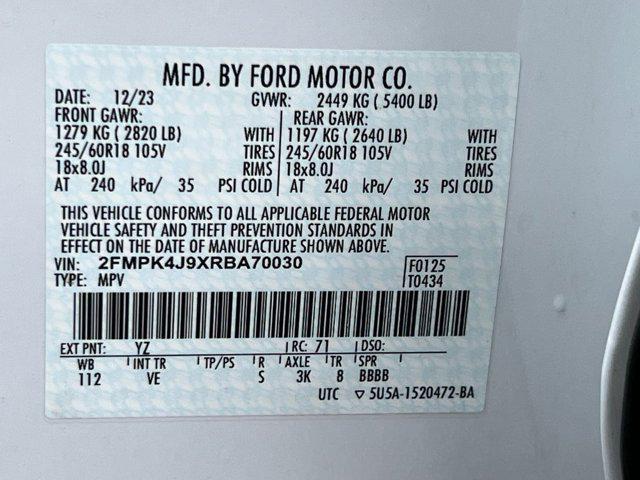 MFD. BY FORD MOTOR CO.
DATE: 12/23 GVWR: 2449 KG ( 5400 LB)
FRONT GAWR: REAR GAWR:
1279 KG ( 2820 LB) WITH 1197 KG ( 2640 LB) WITH
245/60R18 105V TIRES 245/60R18 105V TIRES
18x8.0J RIMS 18x8.0J RIMS
AT 240 kPa/ 35 PSI COLD AT 240 kPa/ 35 PSI COLD
THIS VEHICLE CONFORMS TO ALL APPLICABLE FEDERAL MOTOR
VEHICLE SAFETY AND THEFT PREVENTION STANDARDS IN
EFFECT ON THE DATE OF MANUFACTURE SHOWN ABOVE.
VIN: 2FMPK4J9XRBA70030 F0125
TYPE: MPV T0434
EXT PNT: YZ RC: 71 DSO:
WB INT TR TP/PS R AXLE TR SPR
112 VE S 3K 8 BBBB
UTC ▽ 5U5A-1520472-BA